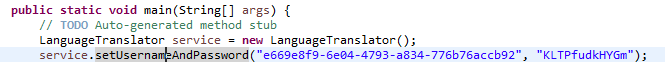 public static void main(String[] args) {
// TODO Auto-generated method stub
LanguageTranslator service = new LanguageTranslator();
service.setUsernameAndPassword("e669e8f9-6e04-4793-a834-776b76accb92", "KLTPfudkHYGm");